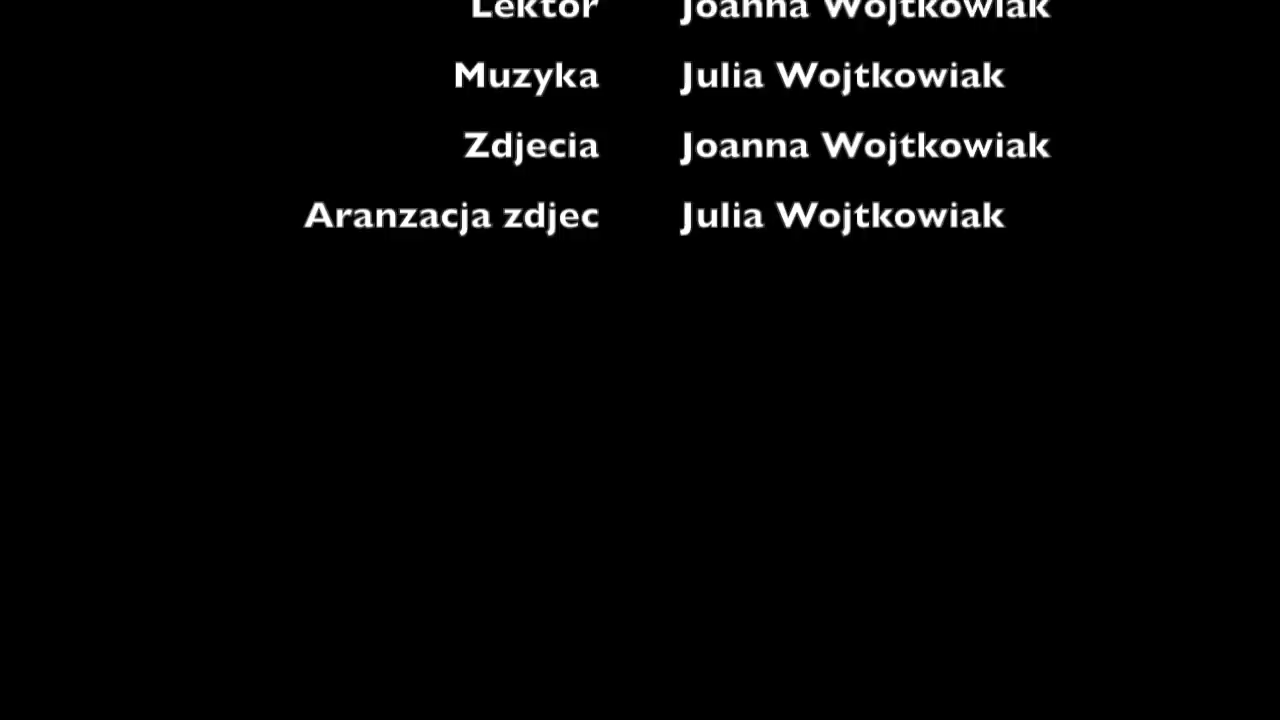 Lektor Joanna Wojtkowiak
Muzyka Julia Wojtkowiak
Zdjecia Joanna Wojtkowiak
Aranzacja zdjec Julia Wojtkowiak